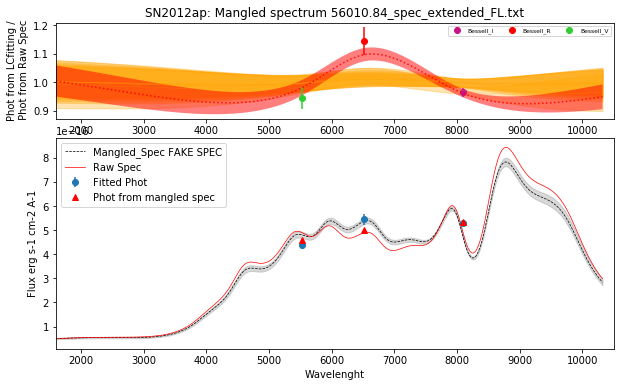 SN2012ap: Mangled spectrum 56010.84_spec_extended_FL.txt
Phot from LCfitting /
Phot from Raw Spec
1.2
1.1
1.0
0.9
Bessell_I
Bessell_R
Bessell_V
2000 3000 4000 5000 6000 7000 8000 9000 10000
Flux erg s-1 cm-2 A-1
8
7
6
5
4
3
2
1
Mangled_Spec FAKE SPEC
Raw Spec
Fitted Phot
Phot from mangled spec
2000 3000 4000 5000 6000 7000 8000 9000 10000
Wavelenght